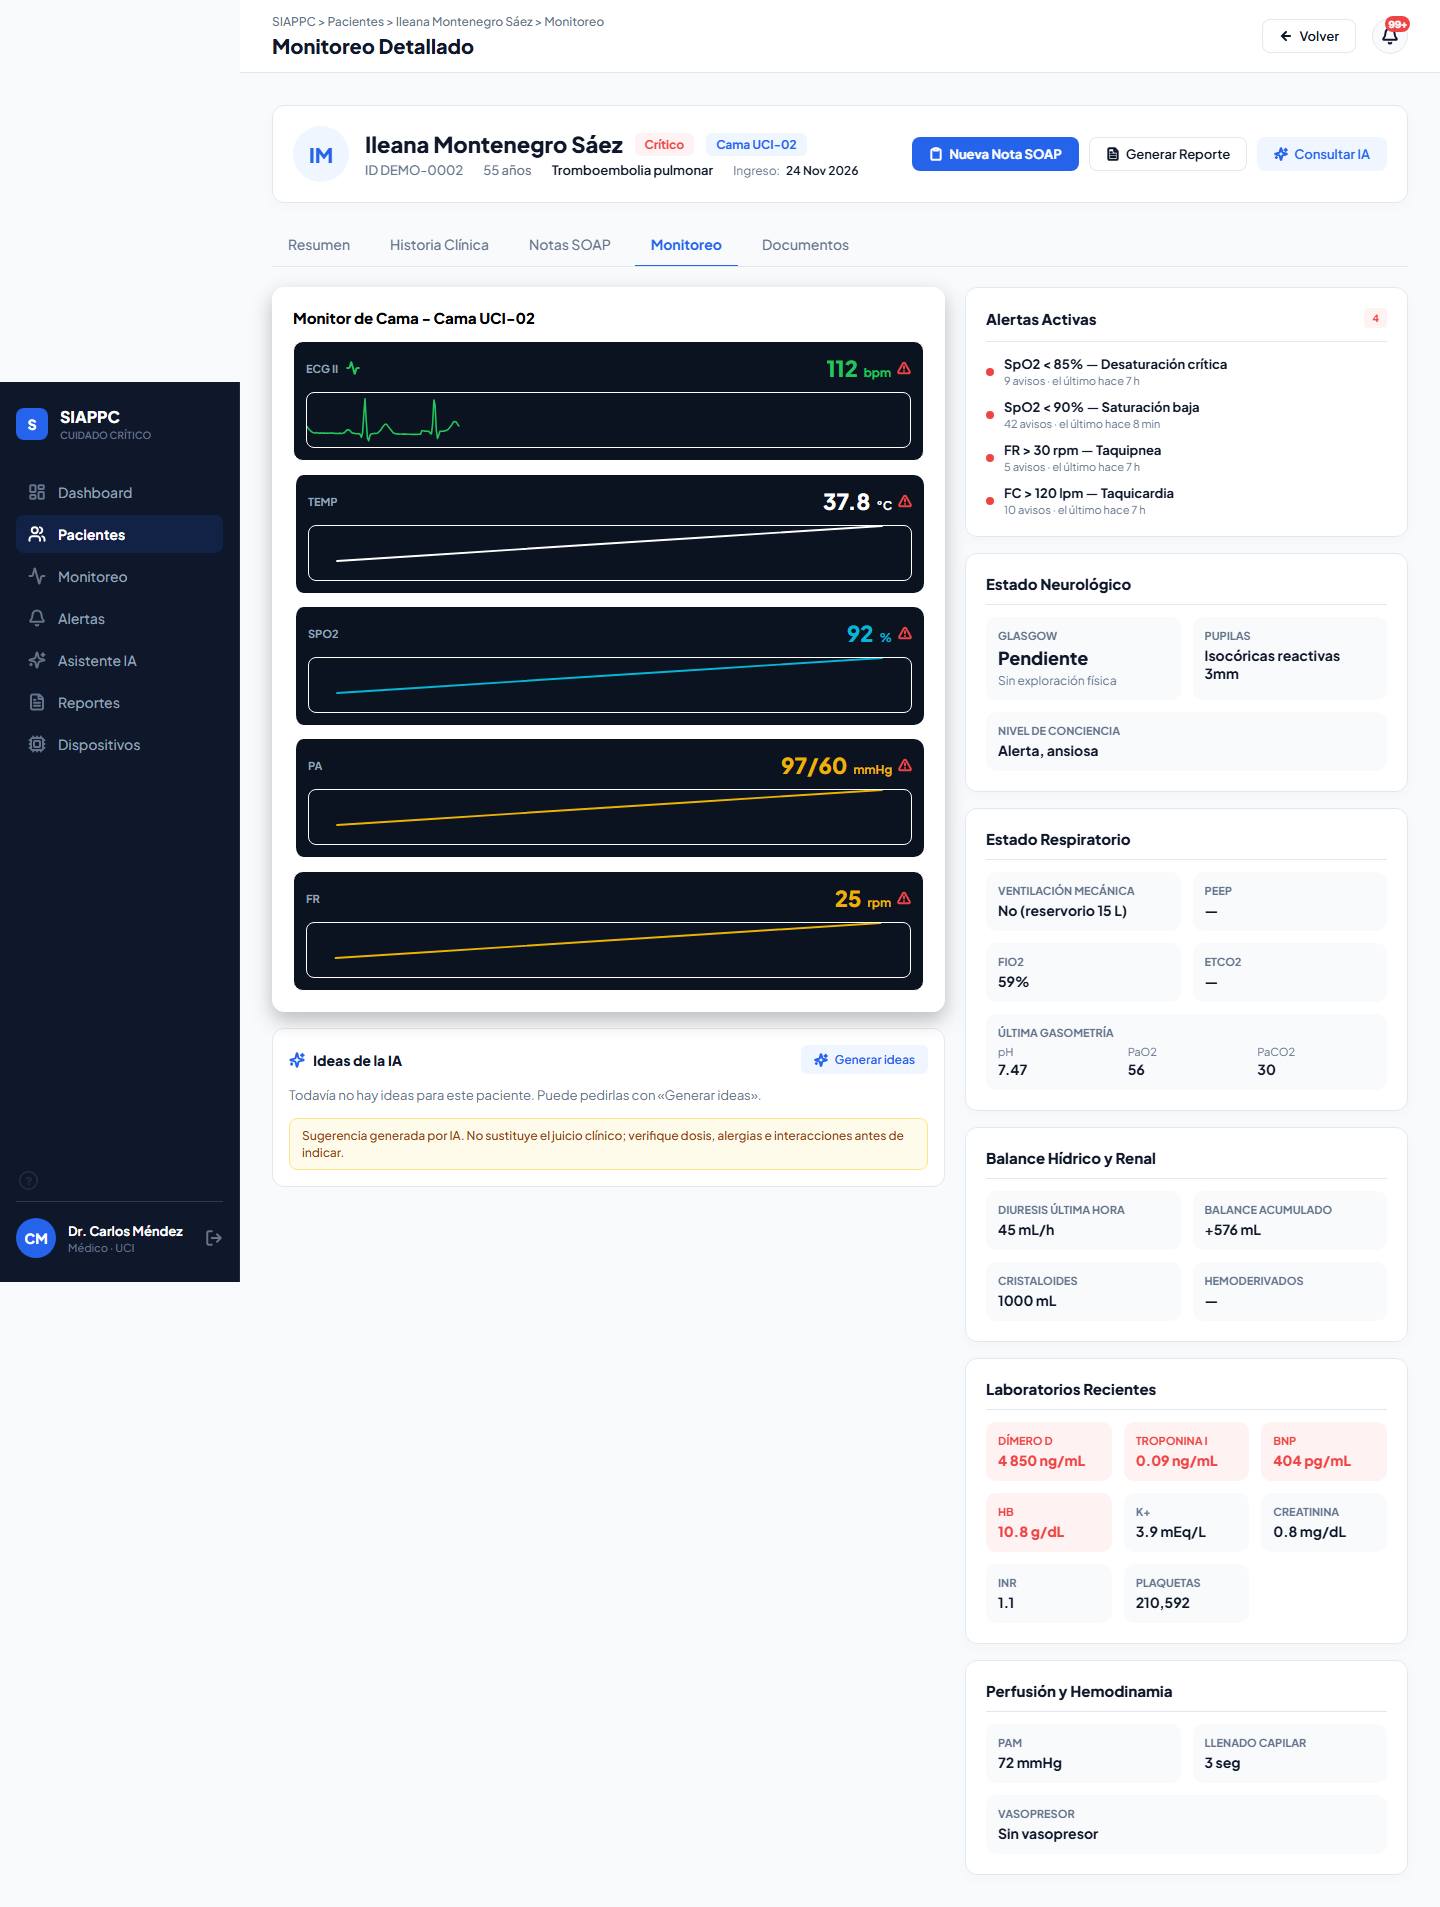 SIAPPC > Pacientes > Ileana Montenegro Sáez > Monitoreo
Monitoreo Detallado
Volver
99+
IM
Ileana Montenegro Sáez
Crítico
Cama UCI-02
ID DEMO-0002
55 años
Tromboembolia pulmonar
Ingreso: 24 Nov 2026
Nueva Nota SOAP
Generar Reporte
Consultar IA
Resumen
Historia Clínica
Notas SOAP
Monitoreo
Documentos
S
SIAPPC
CUIDADO CRÍTICO
Dashboard
Pacientes
Monitoreo
Alertas
Asistente IA
Reportes
Dispositivos
?
CM
Dr. Carlos Méndez
Médico · UCI
Monitor de Cama – Cama UCI-02
ECG II
112 bpm
TEMP
37.8 °C
SPO2
92 %
PA
97/60 mmHg
FR
25 rpm
Ideas de la IA
Generar ideas
Todavía no hay ideas para este paciente. Puede pedirlas con «Generar ideas».
Sugerencia generada por IA. No sustituye el juicio clínico; verifique dosis, alergias e interacciones antes de
indicar.
Alertas Activas
4
SpO2 < 85% — Desaturación crítica
9 avisos · el último hace 7 h
SpO2 < 90% — Saturación baja
42 avisos · el último hace 8 min
FR > 30 rpm — Taquipnea
5 avisos · el último hace 7 h
FC > 120 lpm — Taquicardia
10 avisos · el último hace 7 h
Estado Neurológico
GLASGOW
Pendiente
Sin exploración física
PUPILAS
Isocóricas reactivas
3mm
NIVEL DE CONCIENCIA
Alerta, ansiosa
Estado Respiratorio
VENTILACIÓN MECÁNICA
No (reservorio 15 L)
PEEP
—
FIO2
59%
ETCO2
—
ÚLTIMA GASOMETRÍA
pH
7.47
PaO2
56
PaCO2
30
Balance Hídrico y Renal
DIURESIS ÚLTIMA HORA
45 mL/h
BALANCE ACUMULADO
+576 mL
CRISTALOIDES
1000 mL
HEMODERIVADOS
—
Laboratorios Recientes
DÍMERO D
4 850 ng/mL
TROPONINA I
0.09 ng/mL
BNP
404 pg/mL
HB
10.8 g/dL
K+
3.9 mEq/L
CREATININA
0.8 mg/dL
INR
1.1
PLAQUETAS
210,592
Perfusión y Hemodinamia
PAM
72 mmHg
LLENADO CAPILAR
3 seg
VASOPRESOR
Sin vasopresor